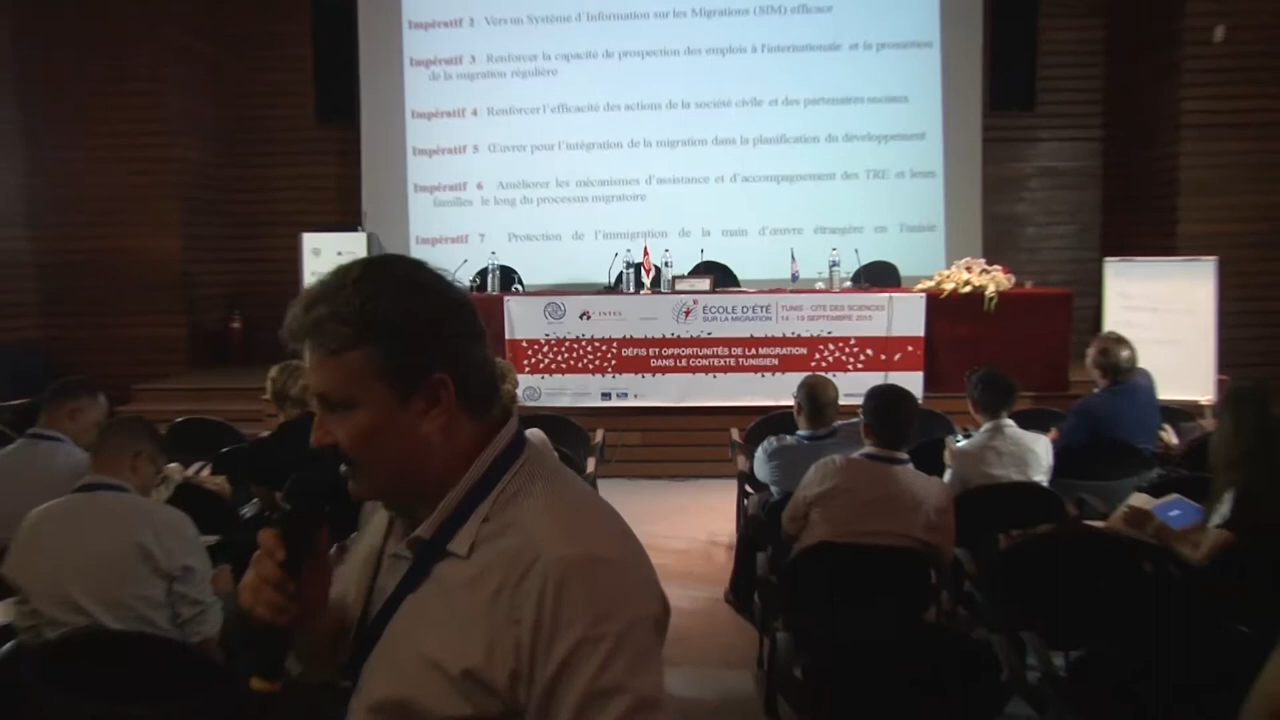 Impératif 2 : Vers un Système d'Information sur les Migrations (SIM) efficace
Impératif 3 : Renforcer la capacité de prospection des emplois à l'internationale et la promotion
de la migration régulière
Impératif 4 : Renforcer l'efficacité des actions de la société civile et des partenaires sociaux
Impératif 5 Œuvrer pour l'intégration de la migration dans la planification du développement
Impératif 6 Améliorer les mécanismes d'assistance et d'accompagnement des TRE et leurs
familles le long du processus migratoire
Impératif 7 Protection de l'immigration de la main d'œuvre étrangère en Tunisie
ÉCOLE D'ÉTÉ
SUR LA MIGRATION
TUNIS - CITE DES SCIENCES
14 - 19 SEPTEMBRE 2015
DÉFIS ET OPPORTUNITÉS DE LA MIGRATION
DANS LE CONTEXTE TUNISIEN